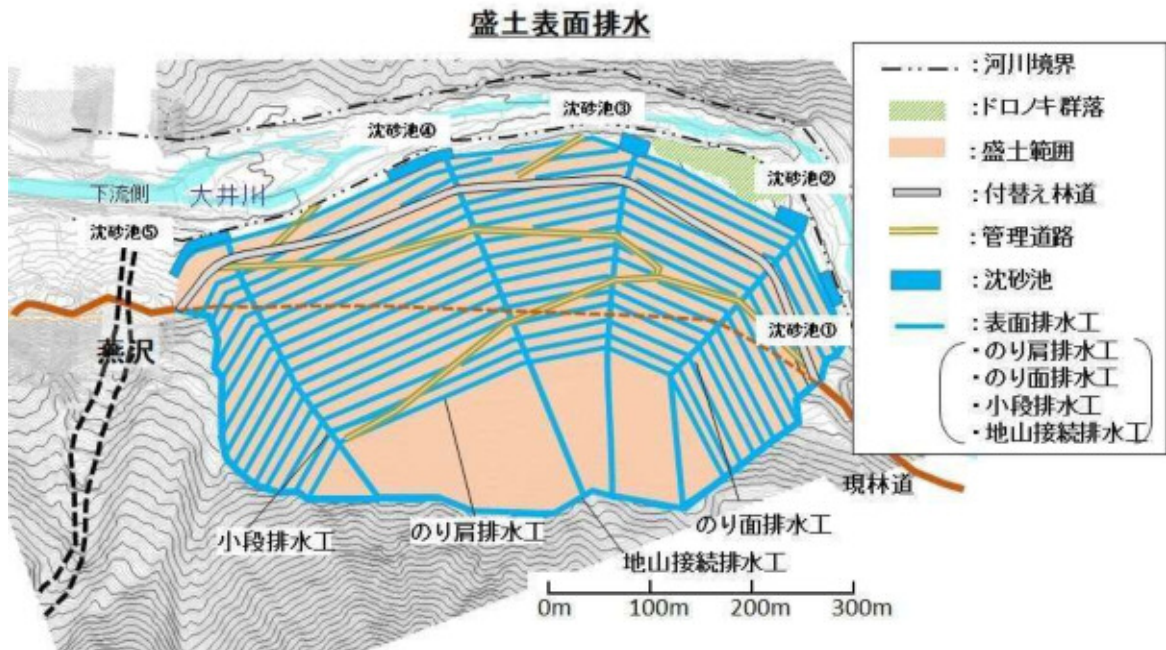 盛土表面排水
:河川境界
:ドロノキ群落
:盛土範囲
:付替え林道
:管理道路
:沈砂池
:表面排水工
・のり肩排水工
・のり面排水工
・小段排水工
・地山接続排水工
沈砂池③
沈砂池④
沈砂池②
下流側
大井川
沈砂池⑤
沈砂池①
燕沢
現林道
小段排水工
のり肩排水工
のり面排水工
地山接続排水工
0m 100m 200m 300m